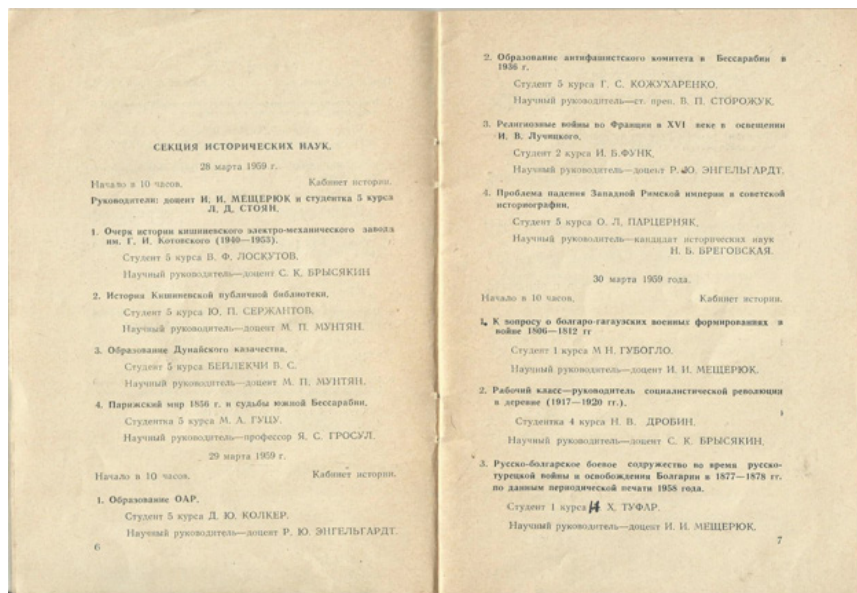 СЕКЦИЯ ИСТОРИЧЕСКИХ НАУК.
28 марта 1959 г.
Начало в 10 часов. Кабинет истории.
Руководители: доцент И. И. МЕЩЕРЮК и студентка 5 курса
Л. Д. СТОЯН.
1. Очерк истории кишиневского электро-механического завода
им. Г. И. Котовского (1940—1955).
Студент 5 курса В. Ф. ЛОСКУТОВ.
Научный руководитель—доцент С. К. БРЫСЯКИН
2. История Кишиневской публичной библиотеки.
Студент 5 курса Ю. П. СЕРЖАНТОВ.
Научный руководитель—доцент М. П. МУНТЯН.
3. Образование Дунайского казачества.
Студент 5 курса БЕЙЛЕКЧИ В. С.
Научный руководитель—доцент М. П. МУНТЯН.
4. Парижский мир 1856 г. и судьбы южной Бессарабии.
Студентка 5 курса М. А. ГУЦУ.
Научный руководитель—профессор Я. С. ГРОСУЛ.
29 марта 1959 г.
Начало в 10 часов. Кабинет истории.
1. Образование ОАР.
Студент 5 курса Д. Ю. КОЛКЕР.
Научный руководитель—доцент Р. Ю. ЭНГЕЛЬГАРДТ.
6
2. Образование антифашистского комитета в Бессарабии в
1936 г.
Студент 5 курса Г. С. КОЖУХАРЕНКО.
Научный руководитель—ст. преп. В. П. СТОРОЖУК.
3. Религиозные войны во Франции в XVI веке в освещении
И. В. Лучицкого.
Студент 2 курса И. Б.ФУНК.
Научный руководитель—доцент Р. Ю. ЭНГЕЛЬГАРДТ.
4. Проблема падения Западной Римской империи в советской
историографии.
Студент 5 курса О. Л. ПАРЦЕРНЯК.
Научный руководитель—кандидат исторических наук
Н. Б. БРЕГОВСКАЯ.
30 марта 1959 года.
Начало в 10 часов. Кабинет истории.
1. К вопросу о болгаро-гагаузских военных формированиях в
войне 1806—1812 гг
Студент 1 курса М Н. ГУБОГЛО.
Научный руководитель—доцент И. И. МЕЩЕРЮК.
2. Рабочий класс—руководитель социалистической революции
в деревне (1917—1920 гг.).
Студентка 4 курса Н. В. ДРОБИН.
Научный руководитель—доцент С. К. БРЫСЯКИН.
3. Русско-болгарское боевое содружество во время русско-
турецкой войны и освобождения Болгарии в 1877—1878 гг.
по данным периодической печати 1958 года.
Студент 1 курса Х. ТУФАР.
Научный руководитель—доцент И. И. МЕЩЕРЮК.
7